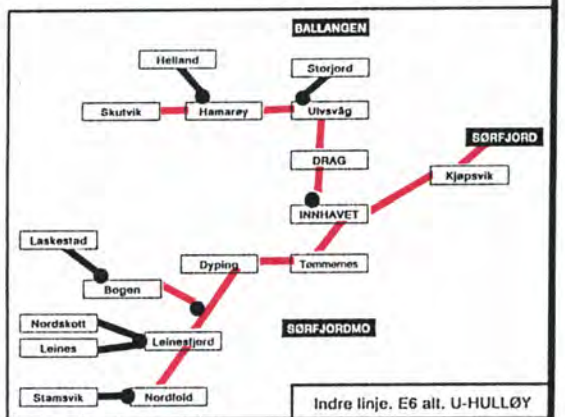 BALLANGEN
Helland
Storjord
Skutvik
Hamarøy
Ulvsvåg
SØRFJORD
DRAG
Kjøpsvik
INNHAVET
Laskestad
Dyping
Tømmernes
Bogen
Nordskott
SØRFJORDMO
Leines
Leinesfjord
Stamsvik
Nordfold
Indre linje. E6 alt. U-HULLØY